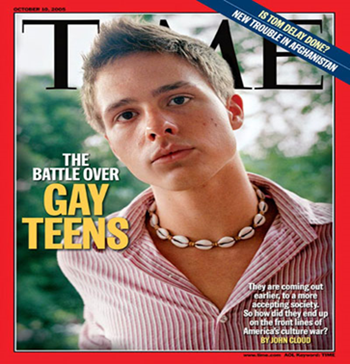 OCTOBER 10, 2005
IS TOM DELAY DONE?
NEW TROUBLE IN AFGHANISTAN
TIME
THE
BATTLE OVER
GAY
TEENS
They are coming out
earlier, to a more
accepting society.
So how did they end up
on the front lines of
America's culture war?
BY JOHN CLOUD
www.time.com AOL Keyword: TIME